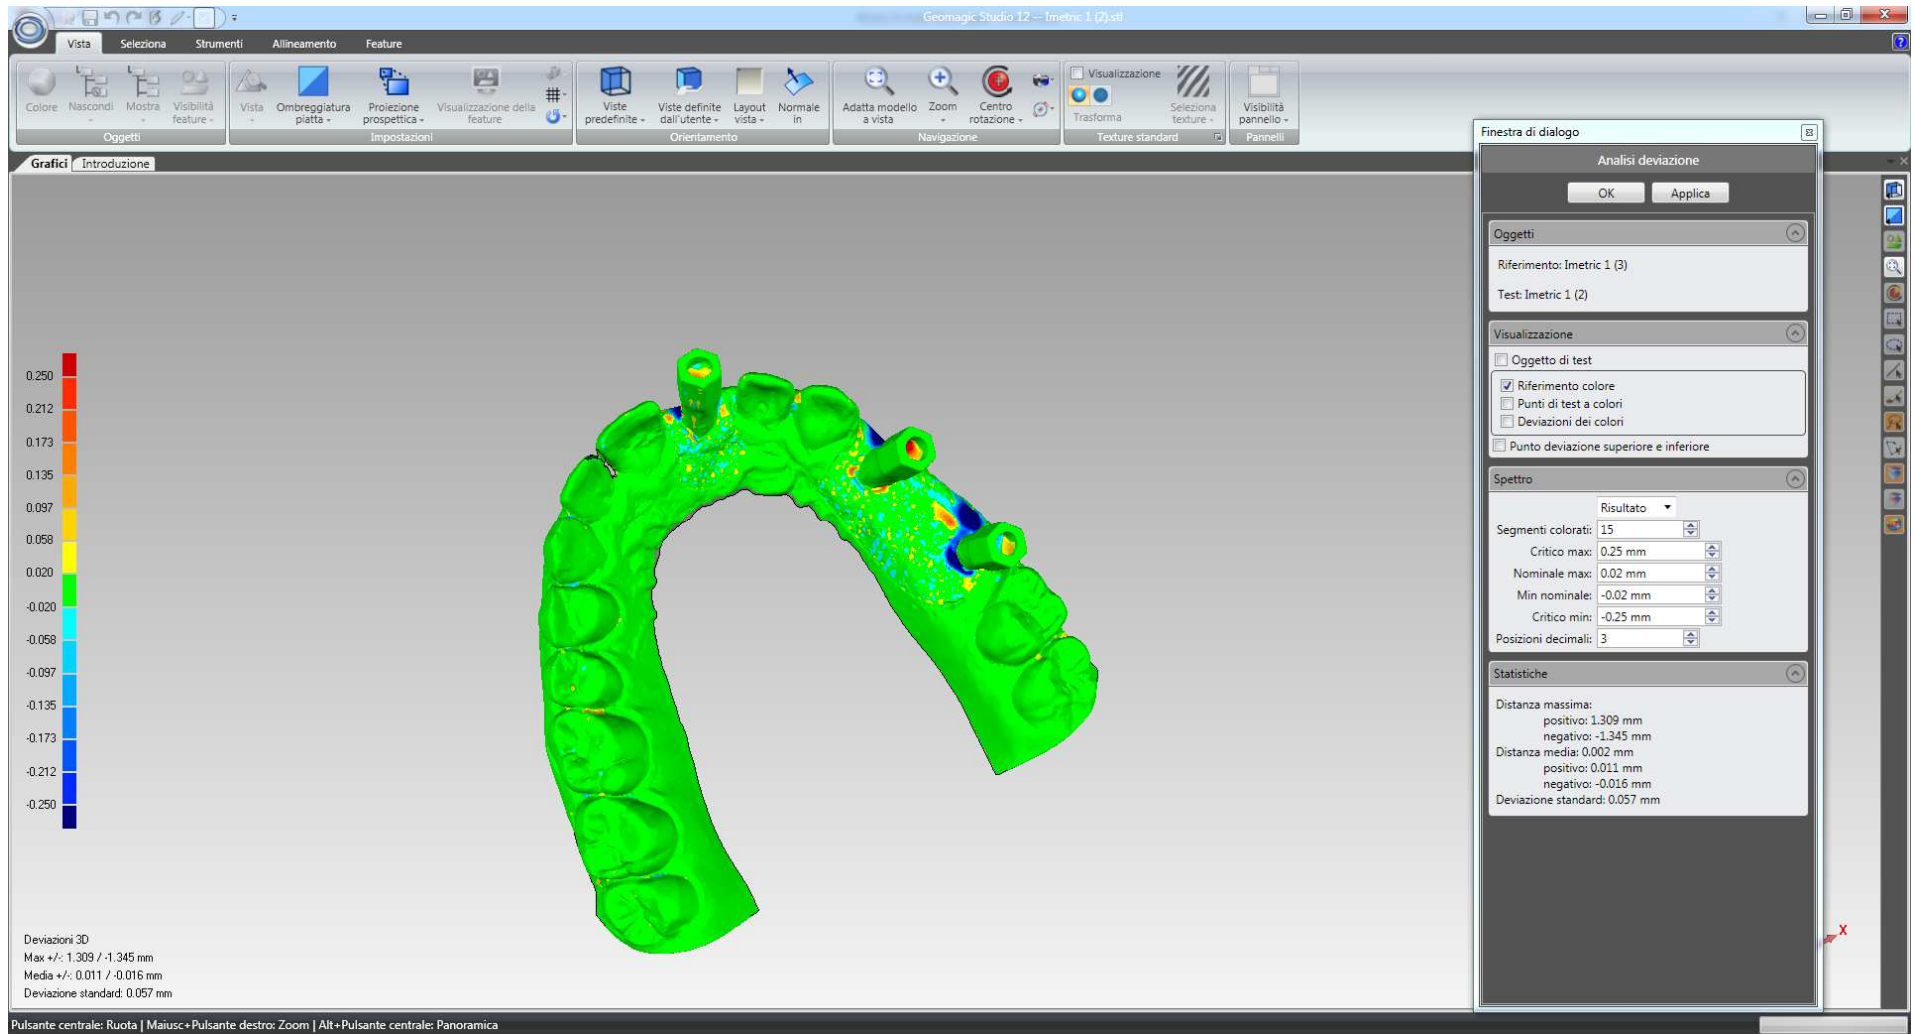 Geomagic Studio 12 -- Imetric 1 (2).stl
Vista Seleziona Strumenti Allineamento Feature
Colore Nascondi Mostra Visibilità feature
Oggetti
Vista Ombreggiatura piatta Proiezione prospettica Visualizzazione della feature
Impostazioni
Viste predefinite Viste definite dall'utente Layout vista Normale in
Orientamento
Adatta modello a vista Zoom Centro rotazione
Navigazione
Visualizzazione
Trasforma
Seleziona texture
Texture standard
Visibilità pannello
Pannelli
Grafici Introduzione
0.250
0.212
0.173
0.135
0.097
0.058
0.020
-0.020
-0.058
-0.097
-0.135
-0.173
-0.212
-0.250
Deviazioni 3D
Max +/-: 1.309 / -1.345 mm
Media +/-: 0.011 / -0.016 mm
Deviazione standard: 0.057 mm
Finestra di dialogo
Analisi deviazione
OK Applica
Oggetti
Riferimento: Imetric 1 (3)
Test: Imetric 1 (2)
Visualizzazione
Oggetto di test
Riferimento colore
Punti di test a colori
Deviazioni dei colori
Punto deviazione superiore e inferiore
Spettro
Risultato
Segmenti colorati: 15
Critico max: 0.25 mm
Nominale max: 0.02 mm
Min nominale: -0.02 mm
Critico min: -0.25 mm
Posizioni decimali: 3
Statistiche
Distanza massima:
positivo: 1.309 mm
negativo: -1.345 mm
Distanza media: 0.002 mm
positivo: 0.011 mm
negativo: -0.016 mm
Deviazione standard: 0.057 mm
X
Pulsante centrale: Ruota | Maiusc+Pulsante destro: Zoom | Alt+Pulsante centrale: Panoramica